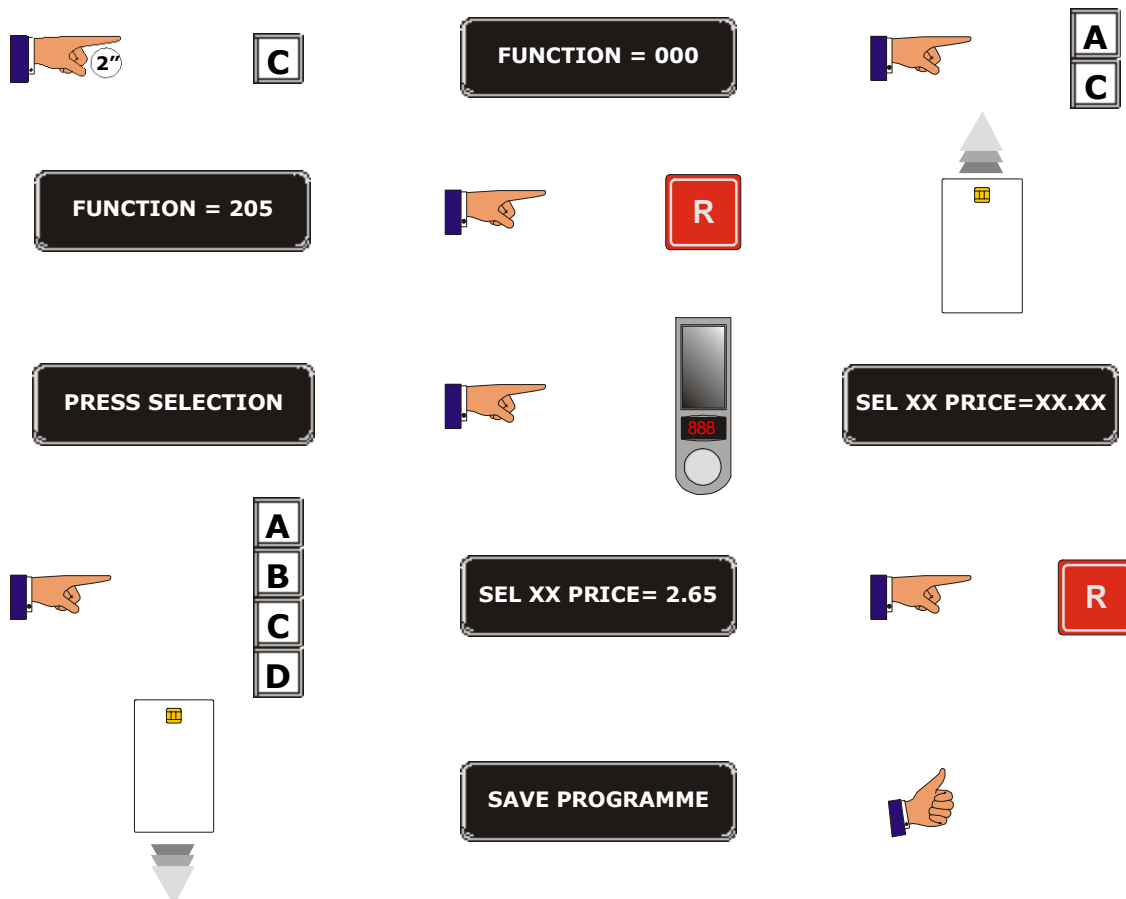 2”
C
FUNCTION = 000
A
C
FUNCTION = 205
R
PRESS SELECTION
888
SEL XX PRICE=XX.XX
A
B
C
D
SEL XX PRICE= 2.65
R
SAVE PROGRAMME